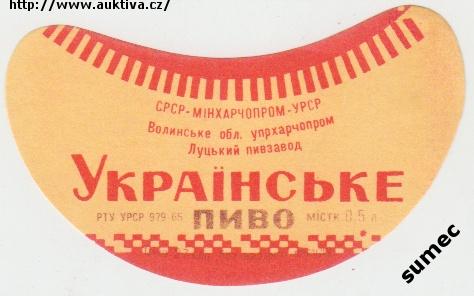 http://www.auktiva.cz/
СРСР-МІНХАРЧОПРОМ-УРСР
Волинське обл. упрхарчопром
Луцький пивзавод
УКРАЇНСЬКЕ
РТУ УРСР 979-65 ПИВО МІСТК. 0,5 л
sumec